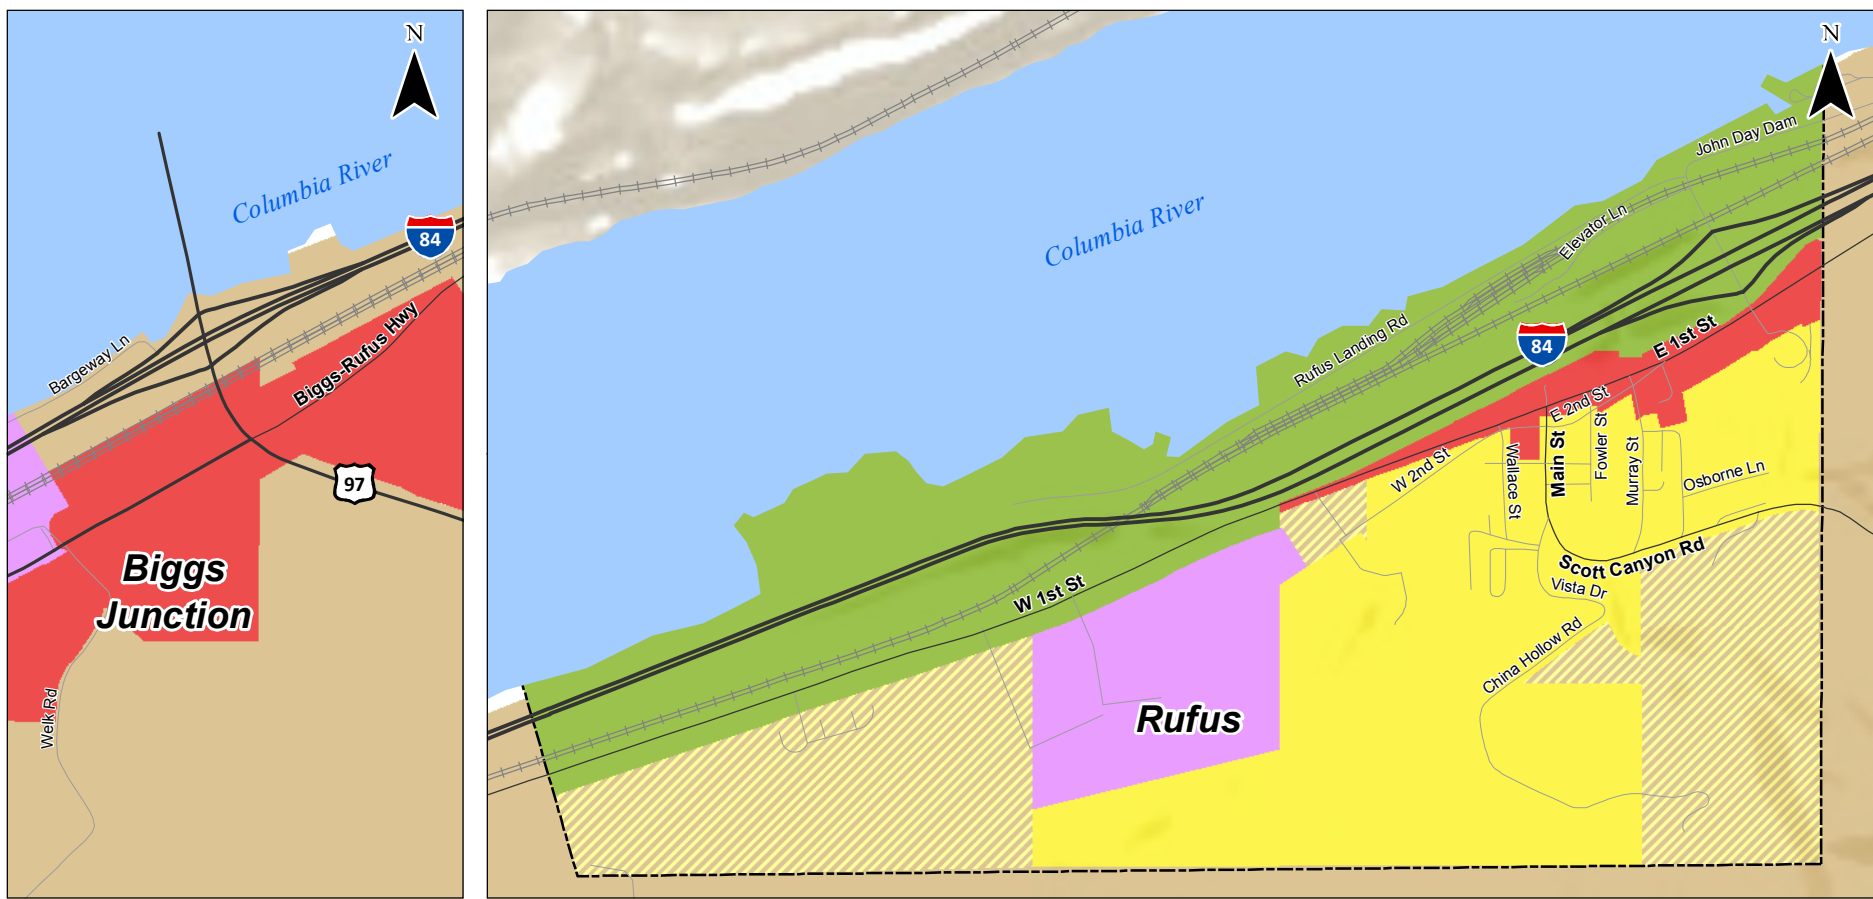 N
Columbia River
84
Bargeway Ln
Biggs-Rufus Hwy
97
Biggs
Junction
Welk Rd
N
John Day Dam
Columbia River
Elevator Ln
Rufus Landing Rd
84
E 1st St
E 2nd St
W 2nd St
Wallace St
Main St
Fowler St
Murray St
Osborne Ln
Scott Canyon Rd
Vista Dr
W 1st St
China Hollow Rd
Rufus